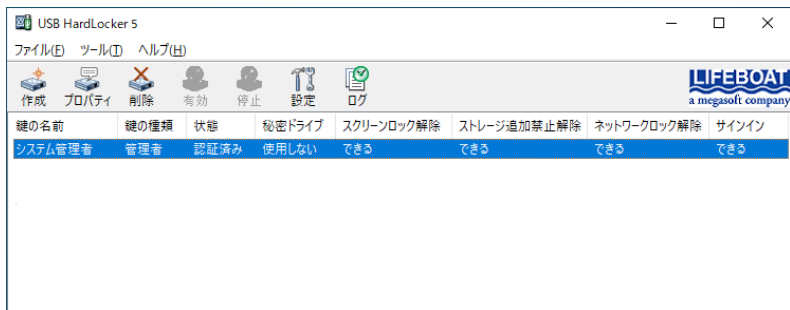 USB HardLocker 5
ファイル(F) ツール(T) ヘルプ(H)
作成 プロパティ 削除 有効 停止 設定 ログ
LIFEBOAT
a megasoft company
鍵の名前 鍵の種類 状態 秘密ドライブ スクリーンロック解除 ストレージ追加禁止解除 ネットワークロック解除 サインイン
システム管理者 管理者 認証済み 使用しない できる できる できる できる